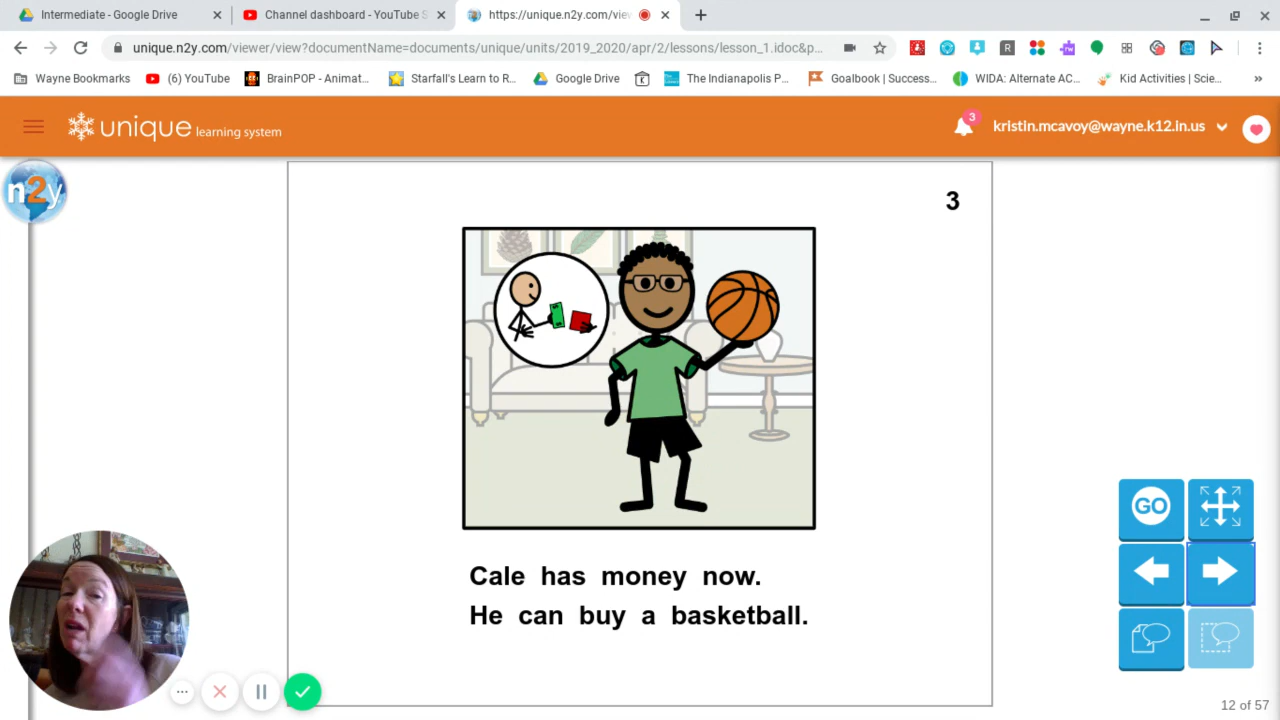 Intermediate - Google Drive
Channel dashboard - YouTube S
https://unique.n2y.com/view
unique.n2y.com/viewer/view?documentName=documents/unique/units/2019_2020/apr/2/lessons/lesson_1.idoc&p...
Wayne Bookmarks
(6) YouTube
BrainPOP - Animat...
Starfall's Learn to R...
Google Drive
The Indianapolis P...
Goalbook | Success...
WIDA: Alternate AC...
Kid Activities | Scie...
»
unique learning system
3
kristin.mcavoy@wayne.k12.in.us
n2y
3
Cale has money now.
He can buy a basketball.
GO
12 of 57